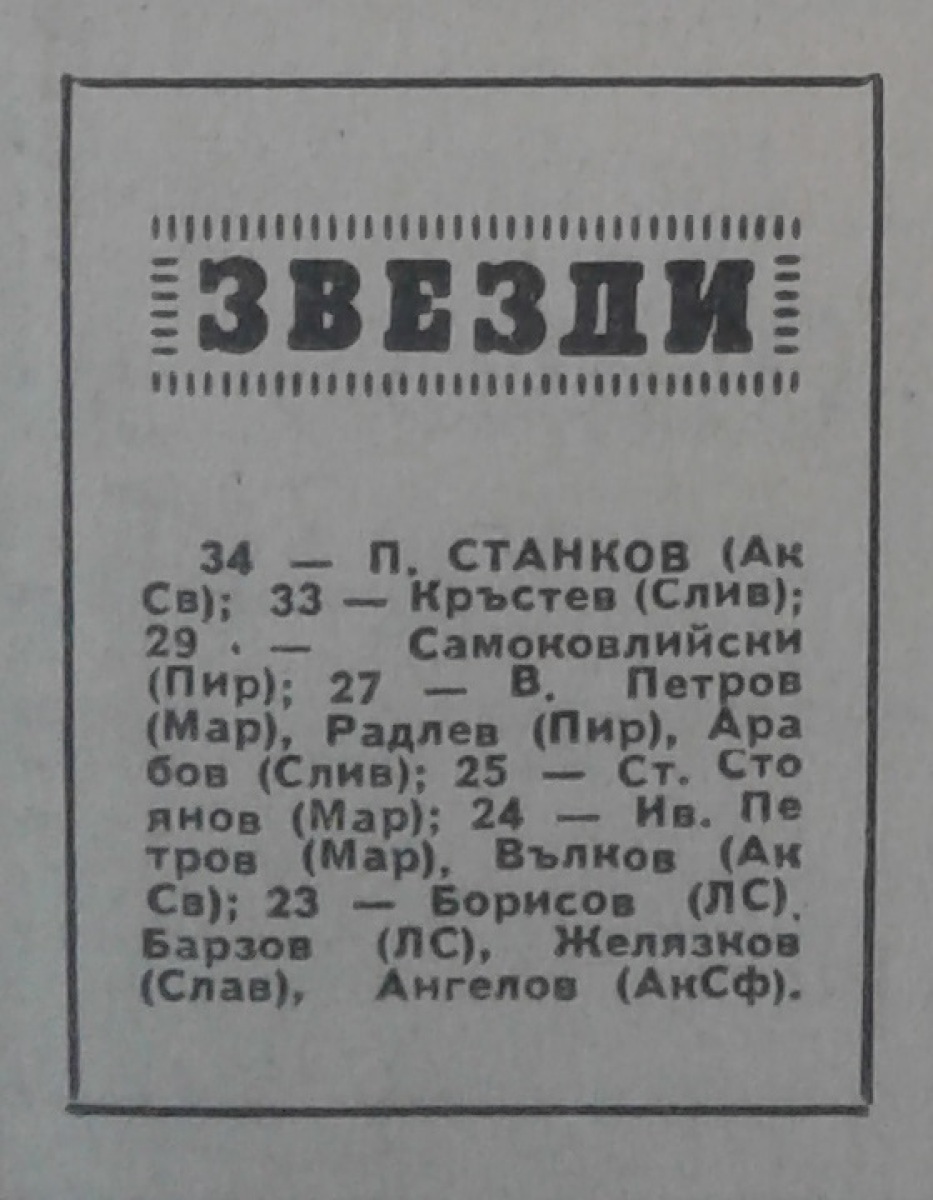 ЗВЕЗДИ
34 — П. СТАНКОВ (Ак
Св); 33 — Кръстев (Слив);
29 — Самоковлийски
(Пир); 27 — В. Петров
(Мар), Радлев (Пир), Ара
бов (Слив); 25 — Ст. Сто
янов (Мар); 24 — Ив. Пе
тров (Мар), Вълков (Ак
Св); 23 — Борисов (ЛС),
Барзов (ЛС), Желязков
(Слав), Ангелов (АкСф).